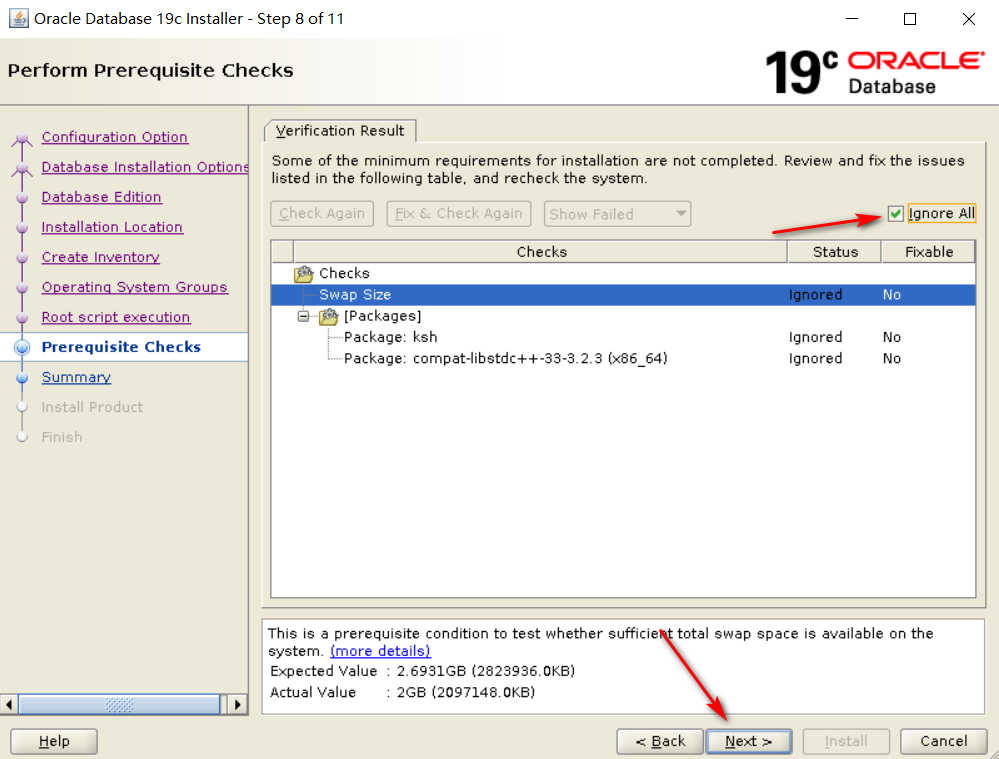 Oracle Database 19c Installer - Step 8 of 11
Perform Prerequisite Checks
19c ORACLE
Database
Configuration Option
Database Installation Options
Database Edition
Installation Location
Create Inventory
Operating System Groups
Root script execution
Prerequisite Checks
Summary
Install Product
Finish
Verification Result
Some of the minimum requirements for installation are not completed. Review and fix the issues
listed in the following table, and recheck the system.
Check Again
Fix & Check Again
Show Failed
Ignore All
Checks Status Fixable
Checks
Swap Size Ignored No
[Packages]
Package: ksh Ignored No
Package: compat-libstdc++-33-3.2.3 (x86_64) Ignored No
This is a prerequisite condition to test whether sufficient total swap space is available on the
system. (more details)
Expected Value : 2.6931GB (2823936.0KB)
Actual Value : 2GB (2097148.0KB)
Help
< Back
Next >
Install
Cancel